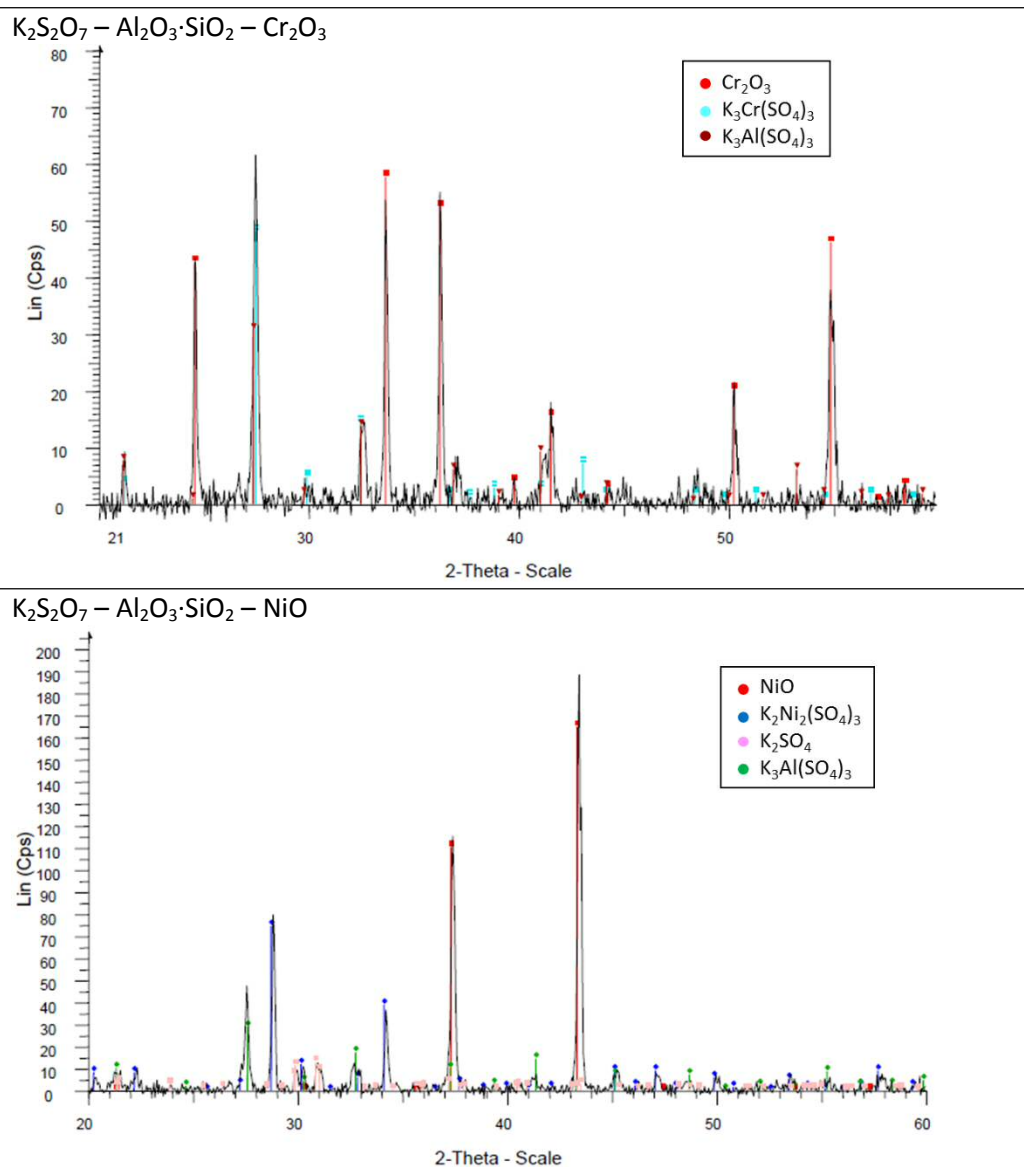 K₂S₂O₇ – Al₂O₃·SiO₂ – Cr₂O₃
80
70
60
50
40
30
20
10
0
Lin (Cps)
Cr₂O₃
K₃Cr(SO₄)₃
K₃Al(SO₄)₃
21 30 40 50
2-Theta - Scale
K₂S₂O₇ – Al₂O₃·SiO₂ – NiO
200
190
180
170
160
150
140
130
120
110
100
90
80
70
60
50
40
30
20
10
0
Lin (Cps)
NiO
K₂Ni₂(SO₄)₃
K₂SO₄
K₃Al(SO₄)₃
20 30 40 50 60
2-Theta - Scale